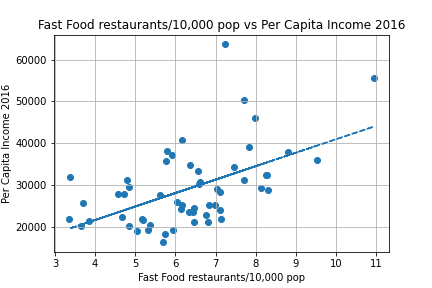 Fast Food restaurants/10,000 pop vs Per Capita Income 2016
60000
50000
40000
30000
20000
Per Capita Income 2016
3 4 5 6 7 8 9 10 11
Fast Food restaurants/10,000 pop